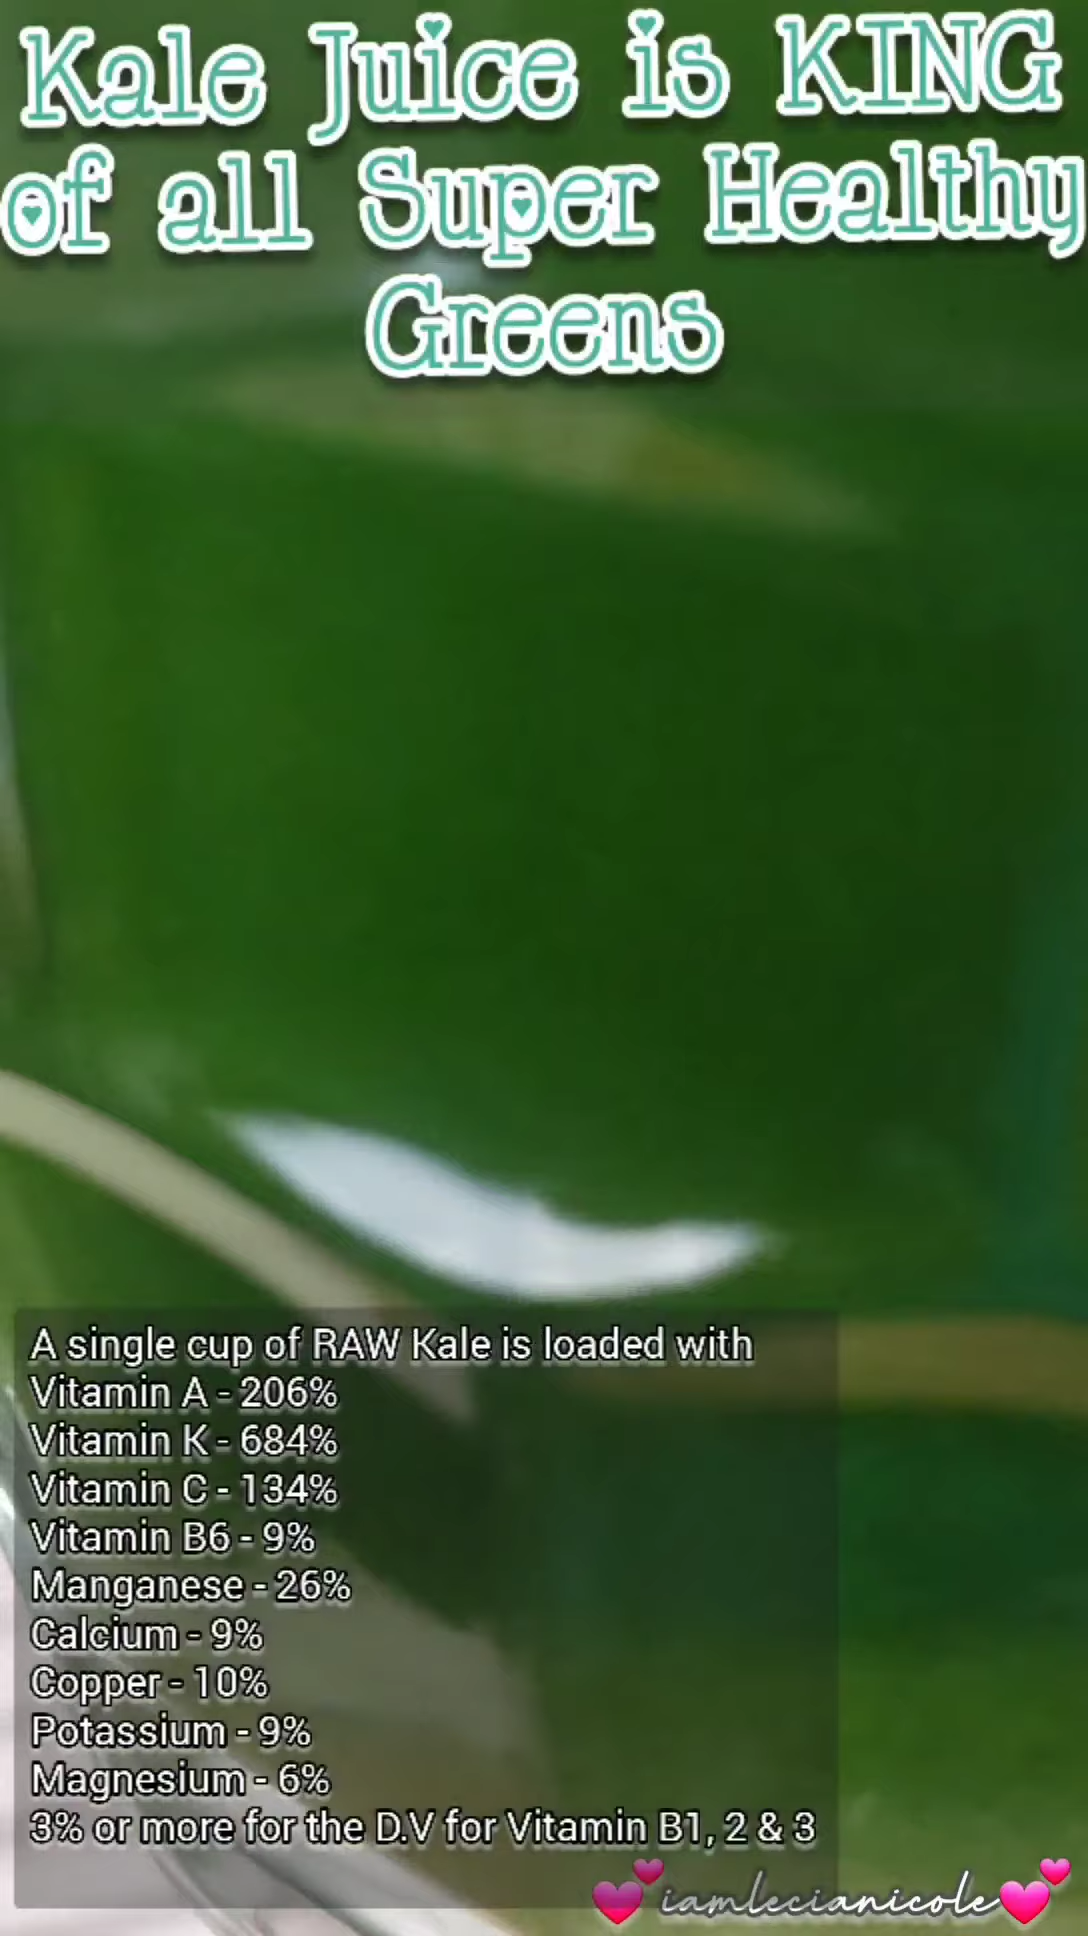 Kale Juice is KING
of all Super Healthy
Greens
A single cup of RAW Kale is loaded with
Vitamin A - 206%
Vitamin K - 684%
Vitamin C - 134%
Vitamin B6 - 9%
Manganese - 26%
Calcium - 9%
Copper - 10%
Potassium - 9%
Magnesium - 6%
3% or more for the D.V for Vitamin B1, 2 & 3
💕iamlecianicole💕